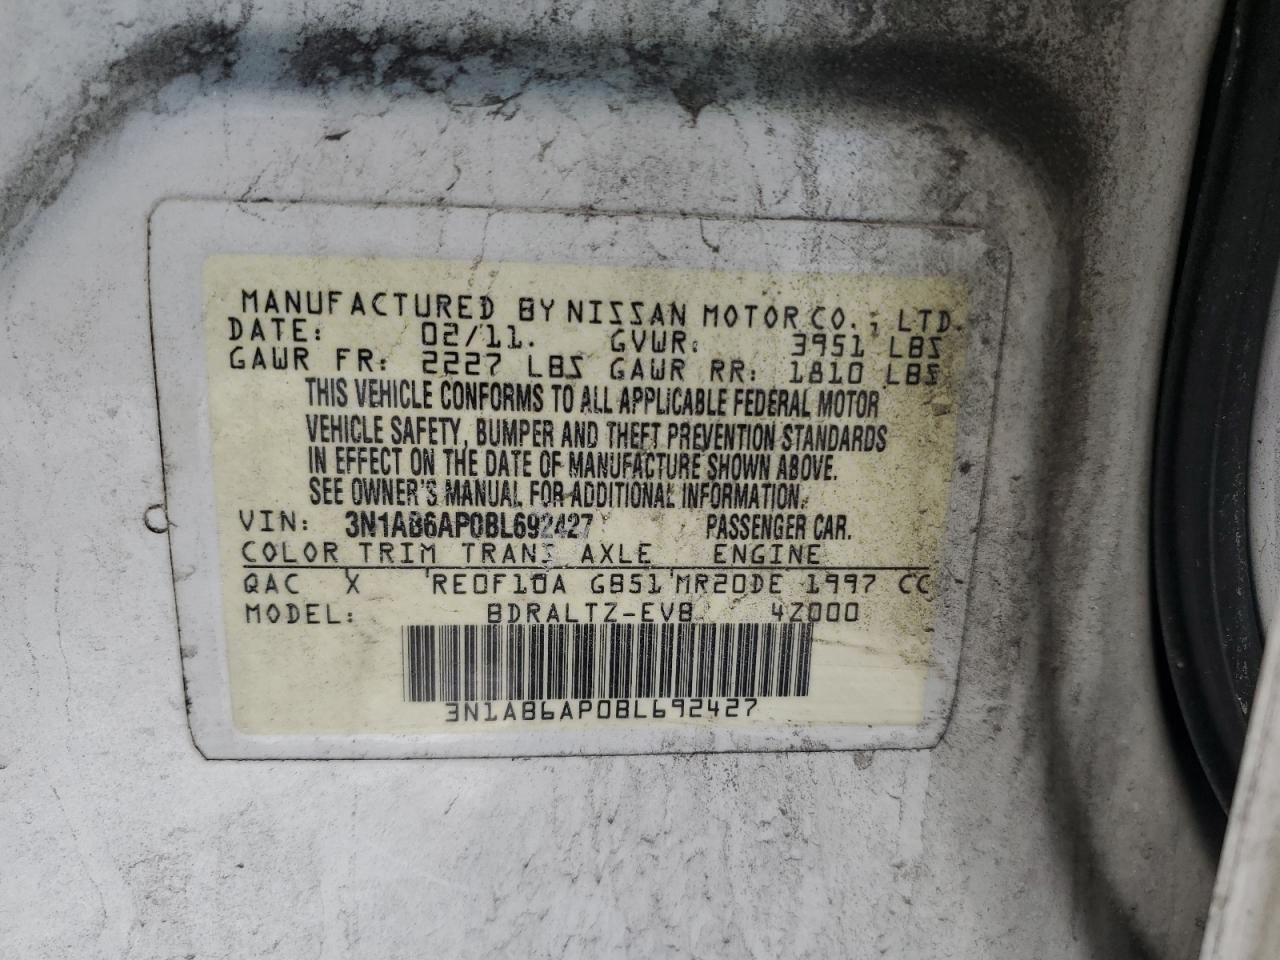 MANUFACTURED BY NISSAN MOTOR CO., LTD.
DATE: 02/11. GVWR: 3951 LBS
GAWR FR: 2227 LBS GAWR RR: 1810 LBS
THIS VEHICLE CONFORMS TO ALL APPLICABLE FEDERAL MOTOR
VEHICLE SAFETY, BUMPER AND THEFT PREVENTION STANDARDS
IN EFFECT ON THE DATE OF MANUFACTURE SHOWN ABOVE.
SEE OWNER'S MANUAL FOR ADDITIONAL INFORMATION.
VIN: 3N1AB6AP0BL692427 PASSENGER CAR.
COLOR TRIM TRANS AXLE ENGINE
QAC X RE0F10A GB51 MR20DE 1997 CC
MODEL: BDRALTZ-EVB 4Z000
3N1AB6AP0BL692427